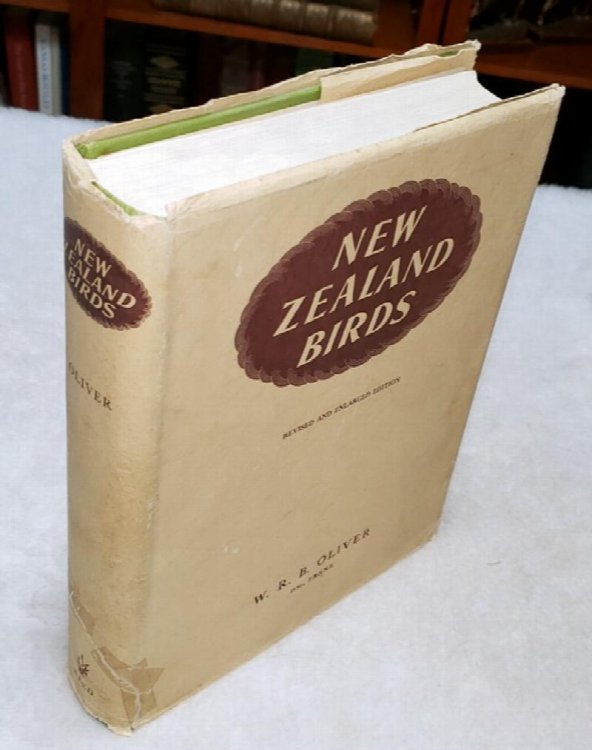 NEW
ZEALAND
BIRDS
REVISED AND ENLARGED EDITION
W. R. B. OLIVER
NEW
ZEALAND
BIRDS
OLIVER